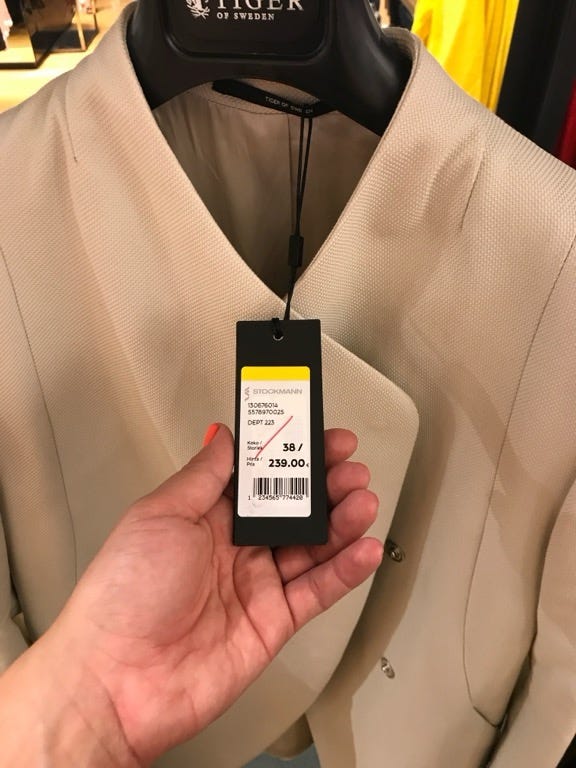 TIGER
OF SWEDEN
TIGER OF SWEDEN
STOCKMANN
130676014
5578970025
DEPT 223
Koko /
Storlek 38 /
Hinta /
Pris 239.00 €
1 234565 774420